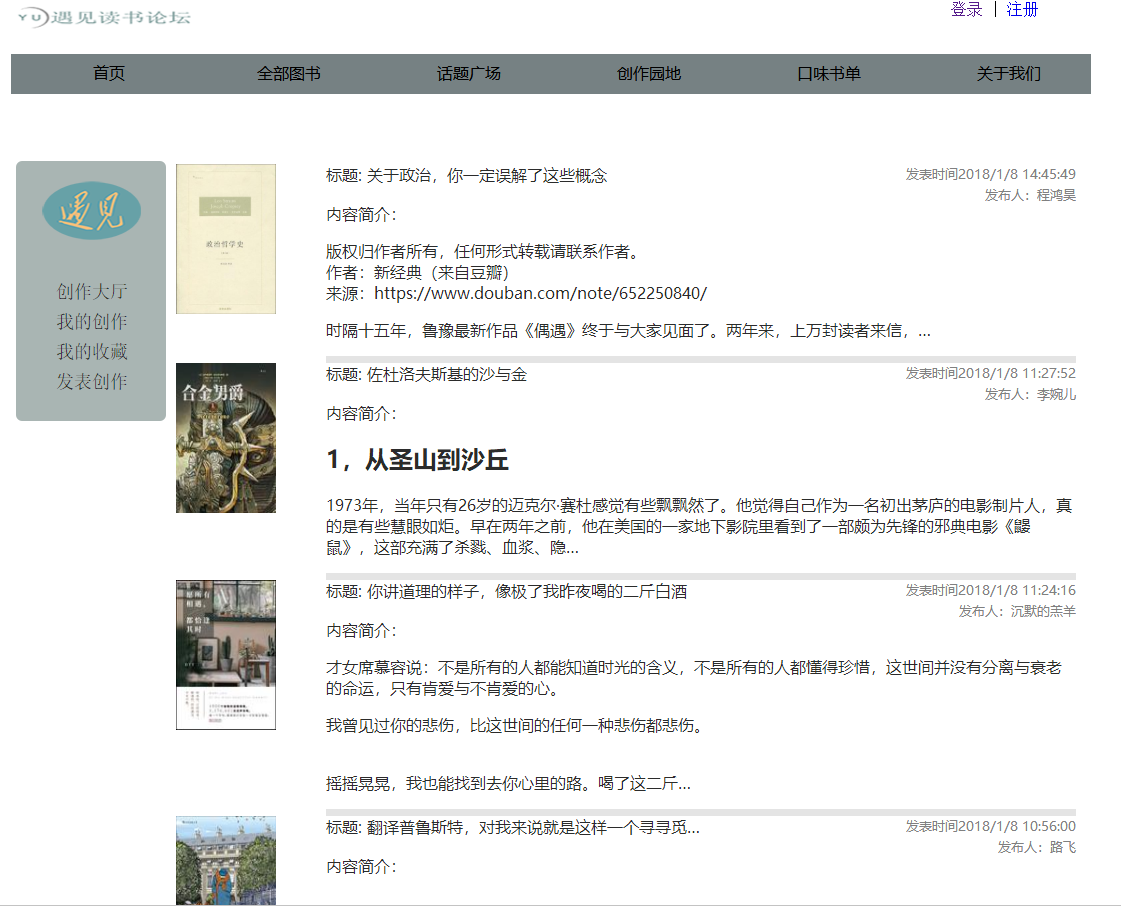 YU遇见读书论坛
登录 | 注册
首页 全部图书 话题广场 创作园地 口味书单 关于我们
遇见
创作大厅
我的创作
我的收藏
发表创作
政治哲学史
标题: 关于政治，你一定误解了这些概念
发表时间2018/1/8 14:45:49
发布人：程鸿昊
内容简介：
版权归作者所有，任何形式转载请联系作者。
作者：新经典（来自豆瓣）
来源：https://www.douban.com/note/652250840/
时隔十五年，鲁豫最新作品《偶遇》终于与大家见面了。两年来，上万封读者来信，...
合金男爵
标题: 佐杜洛夫斯基的沙与金
发表时间2018/1/8 11:27:52
发布人：李婉儿
内容简介：
1，从圣山到沙丘
1973年，当年只有26岁的迈克尔·赛杜感觉有些飘飘然了。他觉得自己作为一名初出茅庐的电影制片人，真
的是有些慧眼如炬。早在两年之前，他在美国的一家地下影院里看到了一部颇为先锋的邪典电影《鼹
鼠》，这部充满了杀戮、血浆、隐...
愿所有
相遇，
都恰逢
其时
标题: 你讲道理的样子，像极了我昨夜喝的二斤白酒
发表时间2018/1/8 11:24:16
发布人：沉默的羔羊
内容简介：
才女席慕容说：不是所有的人都能知道时光的含义，不是所有的人都懂得珍惜，这世间并没有分离与衰老
的命运，只有肯爱与不肯爱的心。
我曾见过你的悲伤，比这世间的任何一种悲伤都悲伤。
摇摇晃晃，我也能找到去你心里的路。喝了这二斤...
标题: 翻译普鲁斯特，对我来说就是这样一个寻寻觅...
发表时间2018/1/8 10:56:00
发布人：路飞
内容简介：